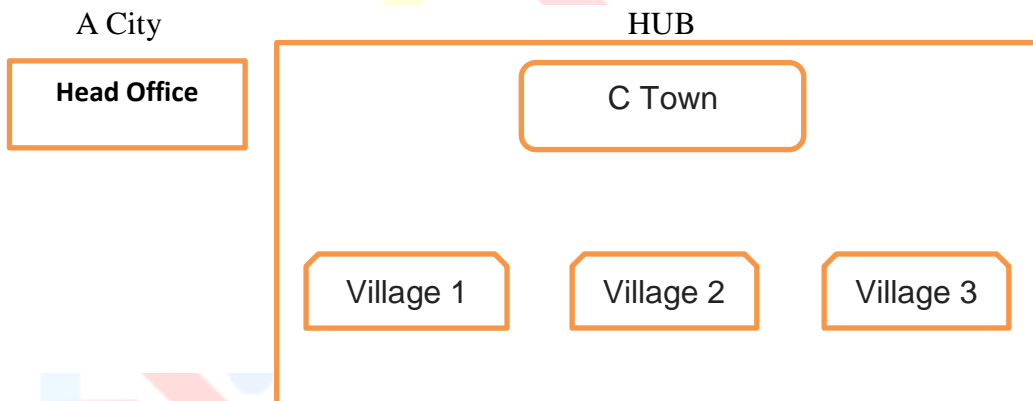 A City
HUB
Head Office
C Town
Village 1
Village 2
Village 3